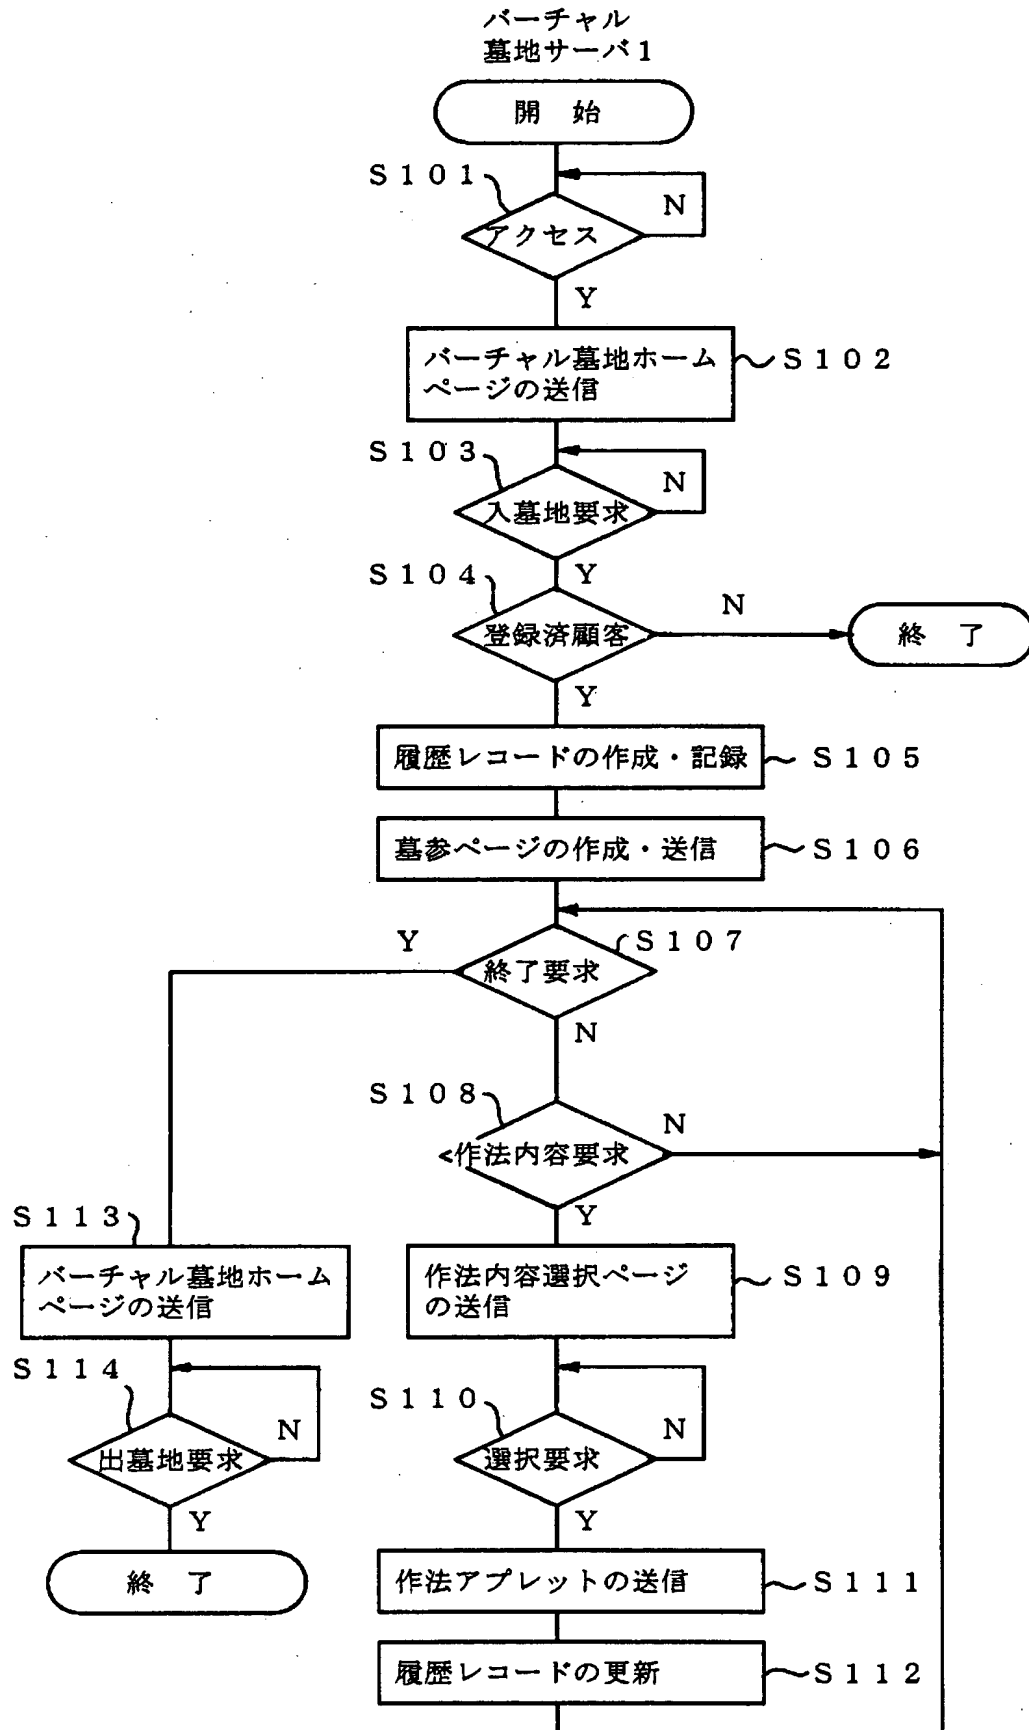 バーチャル
墓地サーバ１
開 始
Ｓ１０１
アクセス
Ｎ
Ｙ
バーチャル墓地ホーム
ページの送信
Ｓ１０２
Ｓ１０３
入墓地要求
Ｎ
Ｙ
Ｓ１０４
登録済顧客
Ｎ
終 了
Ｙ
履歴レコードの作成・記録
Ｓ１０５
墓参ページの作成・送信
Ｓ１０６
Ｓ１０７
終了要求
Ｙ
Ｎ
Ｓ１０８
作法内容要求
Ｎ
Ｙ
作法内容選択ページ
の送信
Ｓ１０９
Ｓ１１０
選択要求
Ｎ
Ｙ
作法アプレットの送信
Ｓ１１１
履歴レコードの更新
Ｓ１１２
Ｓ１１３
バーチャル墓地ホーム
ページの送信
Ｓ１１４
出墓地要求
Ｎ
Ｙ
終 了